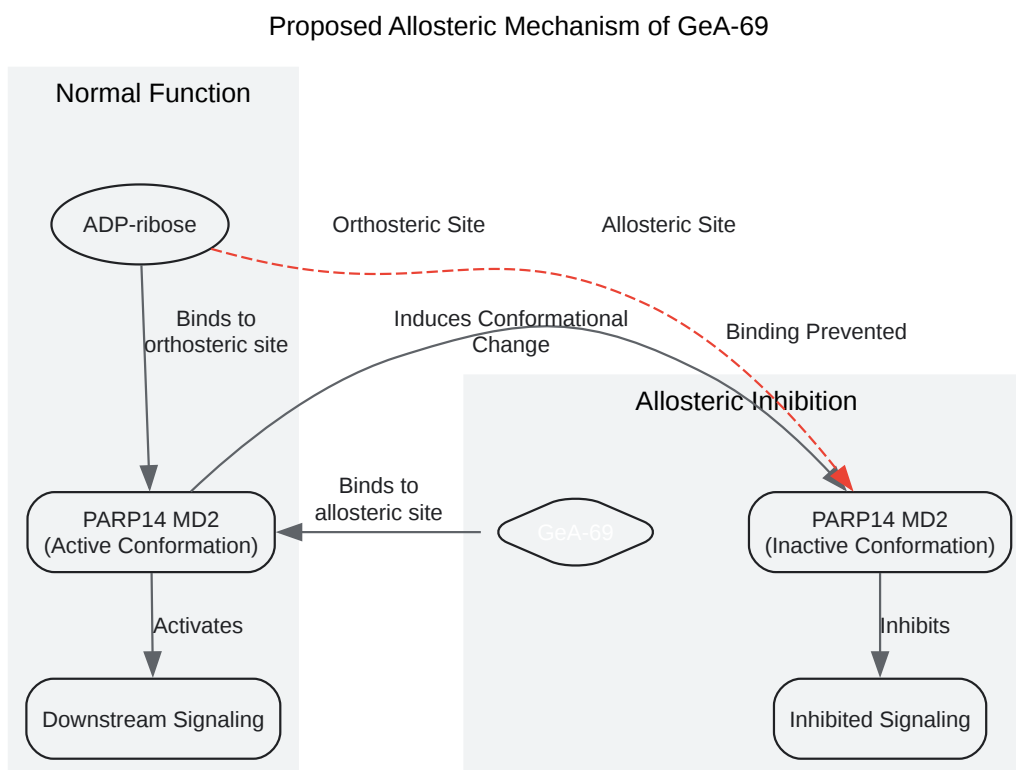 Proposed Allosteric Mechanism of GeA-69
Normal Function
ADP-ribose
Orthosteric Site
Allosteric Site
Binds to
orthosteric site
Induces Conformational
Change
Binding Prevented
Allosteric Inhibition
Binds to
allosteric site
GeA-69
PARP14 MD2
(Active Conformation)
PARP14 MD2
(Inactive Conformation)
Activates
Inhibits
Downstream Signaling
Inhibited Signaling